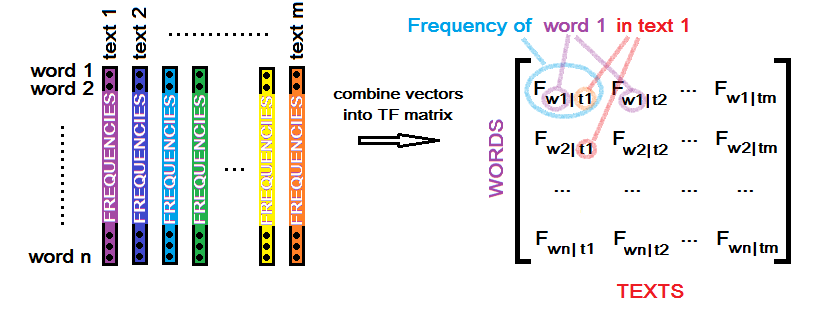 text 1
text 2
text m
word 1
word 2
word n
FREQUENCIES
FREQUENCIES
FREQUENCIES
FREQUENCIES
...
FREQUENCIES
FREQUENCIES
combine vectors
into TF matrix
Frequency of word 1 in text 1
WORDS
F w1|t1 F w1|t2 ... F w1|tm
F w2|t1 F w2|t2 ... F w2|tm
... ... ... ...
F wn|t1 F wn|t2 ... F wn|tm
TEXTS